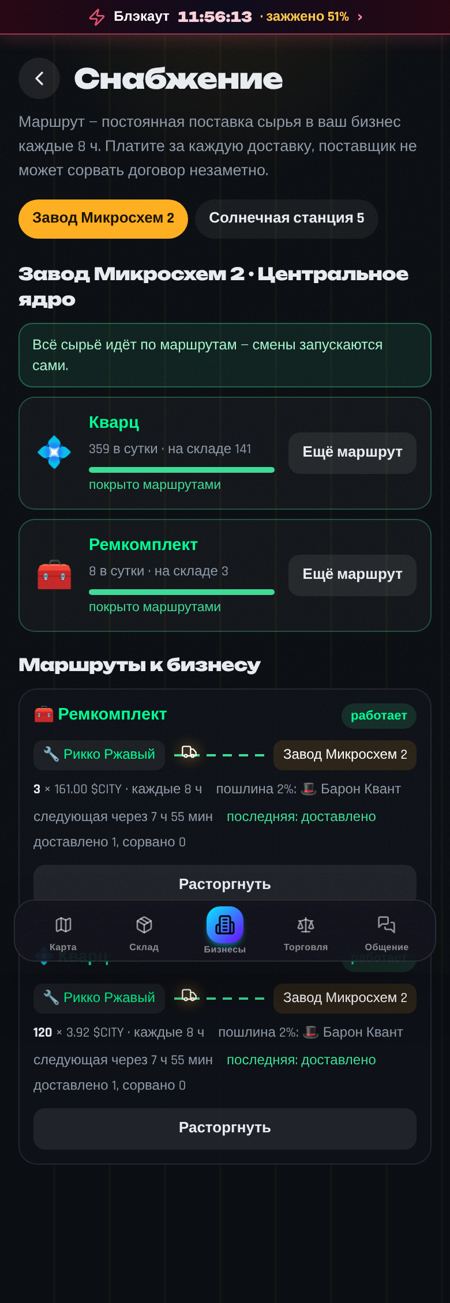 Блэкаут 11:56:13 · зажжено 51% ›
Снабжение
Маршрут – постоянная поставка сырья в ваш бизнес
каждые 8 ч. Платите за каждую доставку, поставщик не
может сорвать договор незаметно.
Завод Микросхем 2 Солнечная станция 5
Завод Микросхем 2 · Центральное
ядро
Всё сырьё идёт по маршрутам – смены запускаются
сами.
Кварц
359 в сутки · на складе 141
Ещё маршрут
покрыто маршрутами
Ремкомплект
8 в сутки · на складе 3
Ещё маршрут
покрыто маршрутами
Маршруты к бизнесу
Ремкомплект работает
Рикко Ржавый Завод Микросхем 2
3 × 161.00 $CITY · каждые 8 ч пошлина 2%: Барон Квант
следующая через 7 ч 55 мин последняя: доставлено
доставлено 1, сорвано 0
Расторгнуть
Карта Склад Бизнесы Торговля Общение
Кварц работает
Рикко Ржавый Завод Микросхем 2
120 × 3.92 $CITY · каждые 8 ч пошлина 2%: Барон Квант
следующая через 7 ч 55 мин последняя: доставлено
доставлено 1, сорвано 0
Расторгнуть